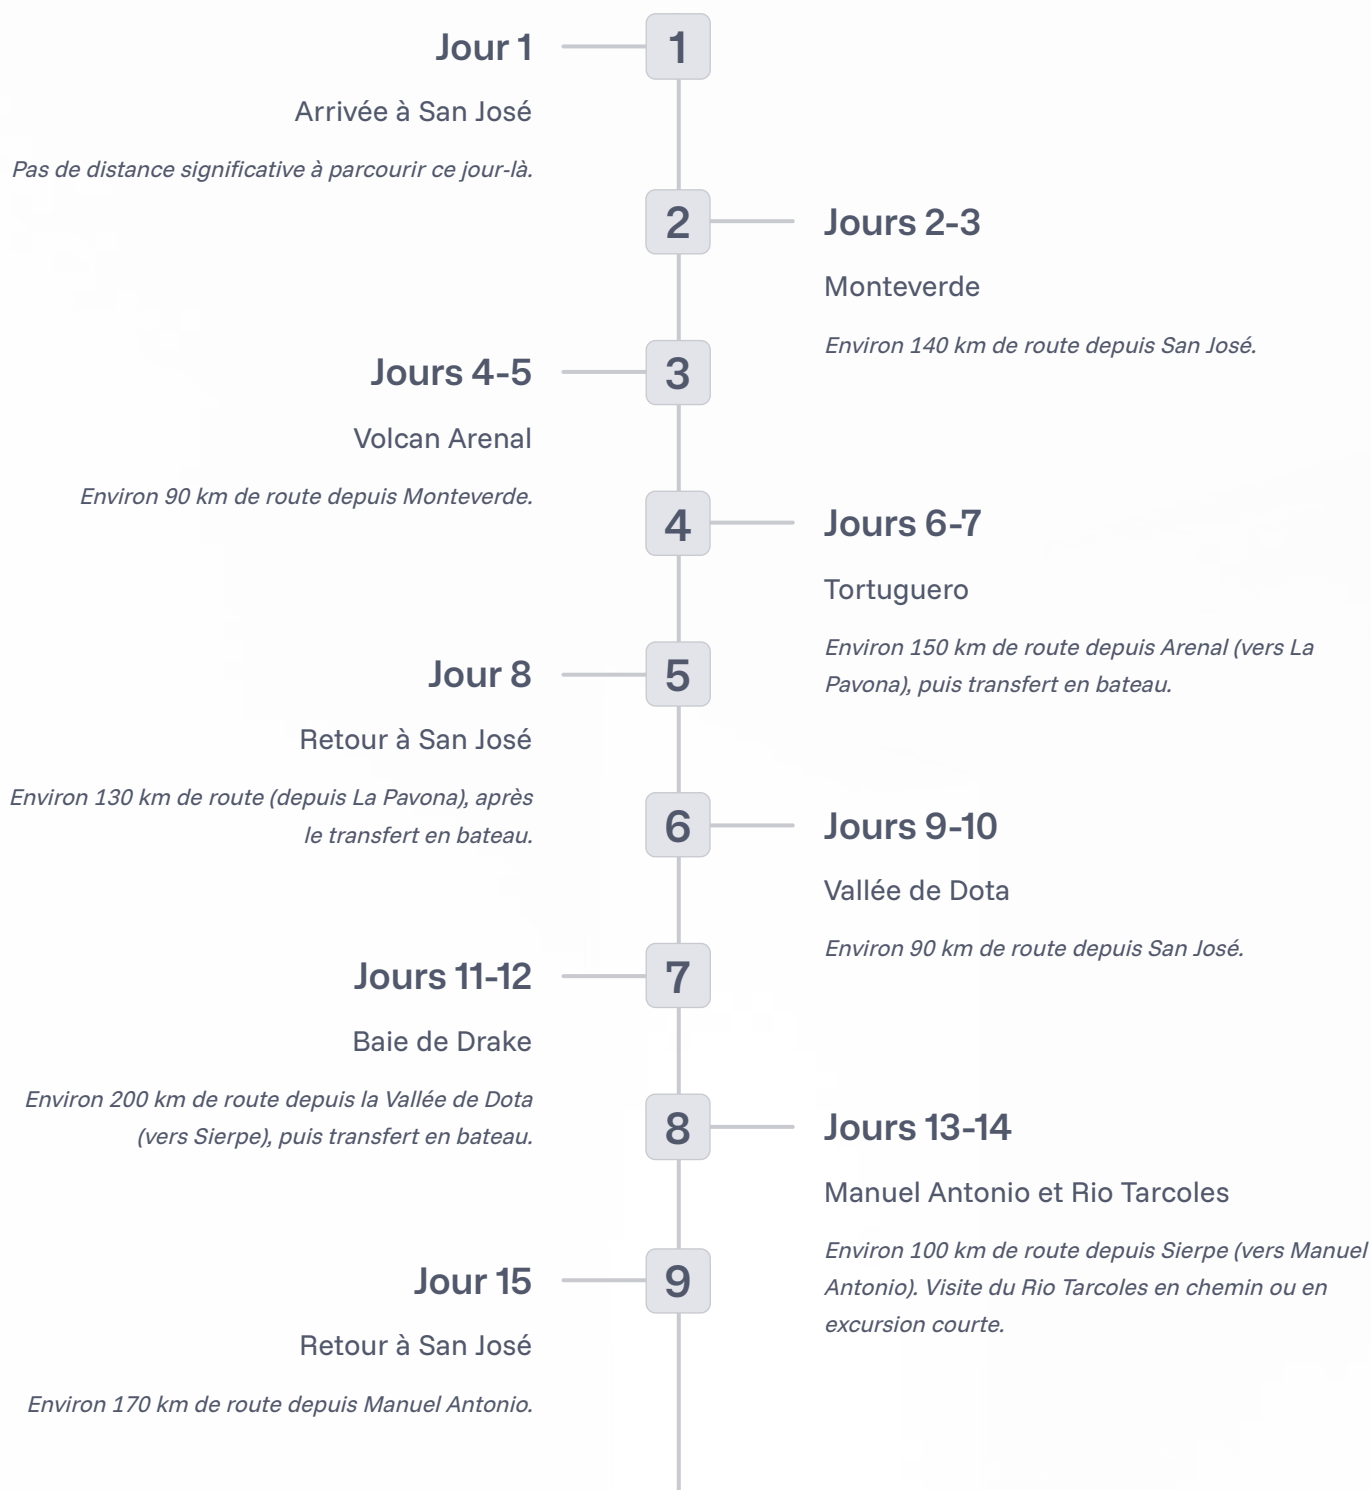 Jour 1
1
Arrivée à San José
Pas de distance significative à parcourir ce jour-là.
2
Jours 2-3
Monteverde
Environ 140 km de route depuis San José.
Jours 4-5
3
Volcan Arenal
Environ 90 km de route depuis Monteverde.
4
Jours 6-7
Tortuguero
Environ 150 km de route depuis Arenal (vers La
Pavona), puis transfert en bateau.
Jour 8
5
Retour à San José
Environ 130 km de route (depuis La Pavona), après
le transfert en bateau.
6
Jours 9-10
Vallée de Dota
Environ 90 km de route depuis San José.
Jours 11-12
7
Baie de Drake
Environ 200 km de route depuis la Vallée de Dota
(vers Sierpe), puis transfert en bateau.
8
Jours 13-14
Manuel Antonio et Rio Tarcoles
Environ 100 km de route depuis Sierpe (vers Manuel
Antonio). Visite du Rio Tarcoles en chemin ou en
excursion courte.
Jour 15
9
Retour à San José
Environ 170 km de route depuis Manuel Antonio.